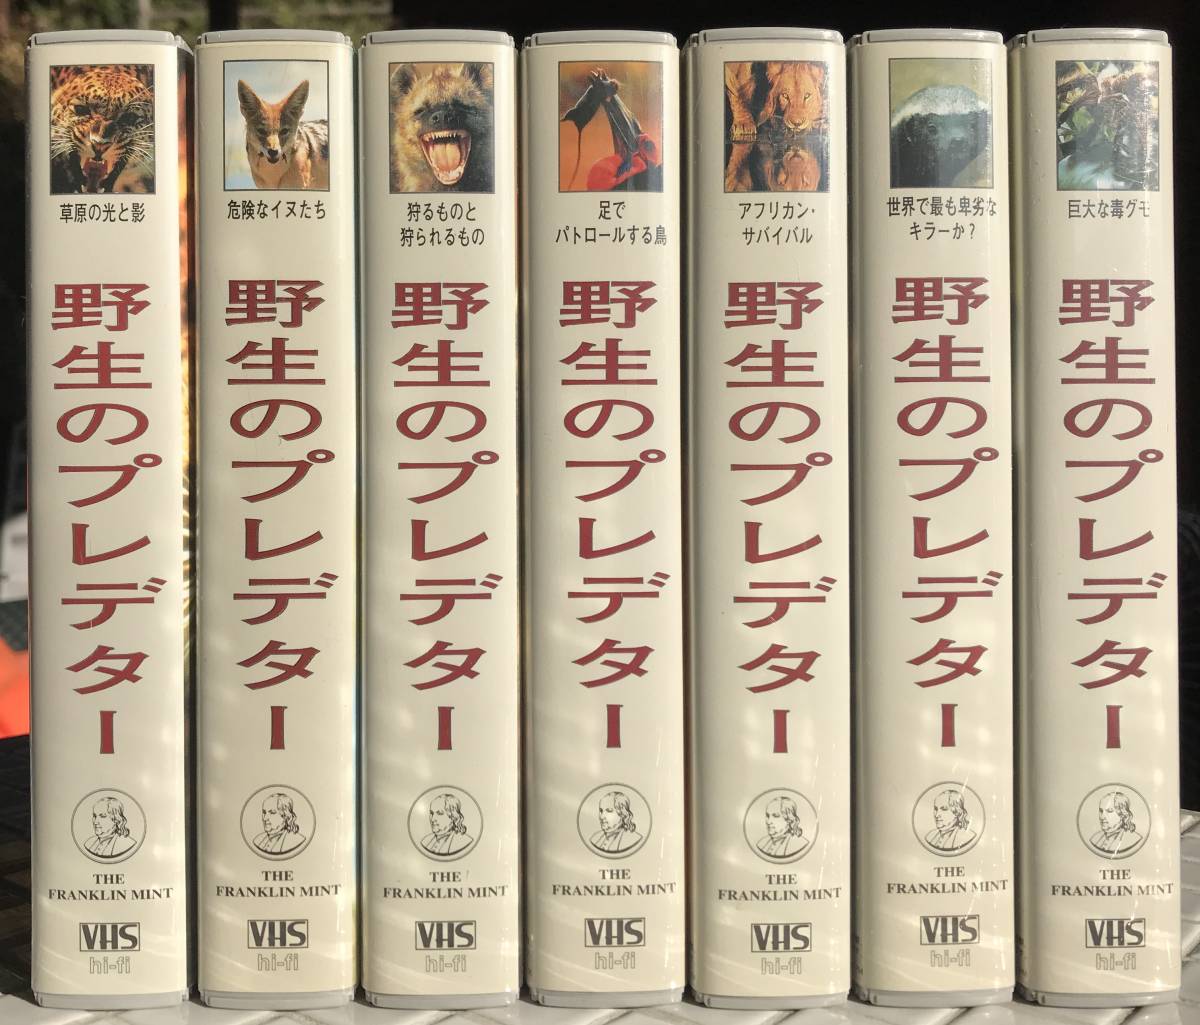 草原の光と影
野生のプレデター
THE
FRANKLIN MINT
VHS
hi-fi
危険なイヌたち
野生のプレデター
THE
FRANKLIN MINT
VHS
hi-fi
狩るものと
狩られるもの
野生のプレデター
THE
FRANKLIN MINT
VHS
hi-fi
足で
パトロールする鳥
野生のプレデター
THE
FRANKLIN MINT
VHS
hi-fi
アフリカン・
サバイバル
野生のプレデター
THE
FRANKLIN MINT
VHS
hi-fi
世界で最も卑劣な
キラーか?
野生のプレデター
THE
FRANKLIN MINT
VHS
hi-fi
巨大な毒グモ
野生のプレデター
THE
FRANKLIN MINT
VHS
hi-fi